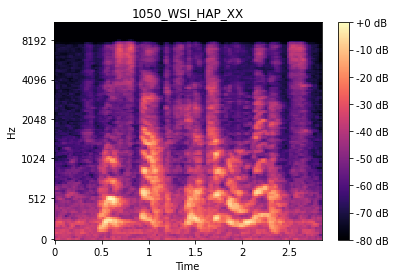 1050_WSI_HAP_XX
+0 dB
8192
-10 dB
-20 dB
4096
-30 dB
Hz
2048
-40 dB
1024
-50 dB
-60 dB
512
-70 dB
0
-80 dB
0 0.5 1 1.5 2 2.5
Time